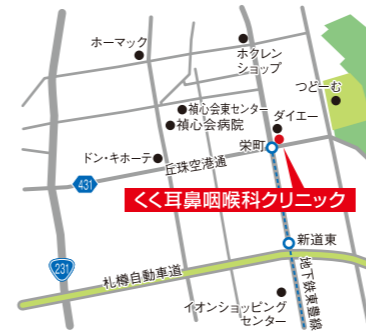 ホーマック
ホクレン
ショップ
つどーむ
禎心会東センター
ダイエー
禎心会病院
栄町
ドン・キホーテ
丘珠空港通
431
くく耳鼻咽喉科クリニック
新道東
231
札樽自動車道
地下鉄東豊線
イオンショッピング
センター